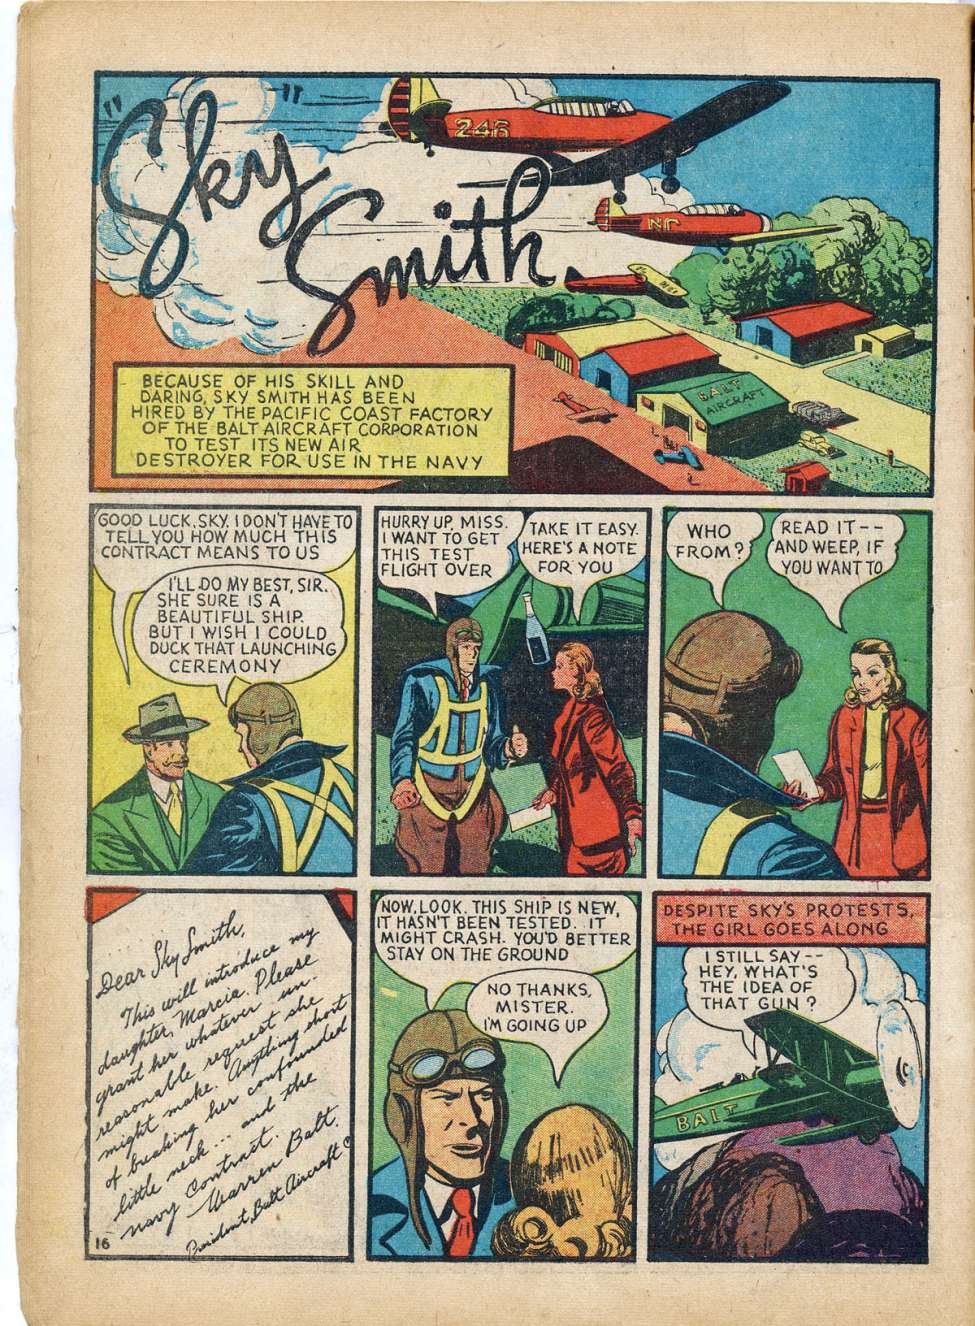 "Sky"
Smith
246
BALT
AIRCRAFT
BECAUSE OF HIS SKILL AND
DARING, SKY SMITH HAS BEEN
HIRED BY THE PACIFIC COAST FACTORY
OF THE BALT AIRCRAFT CORPORATION
TO TEST ITS NEW AIR
DESTROYER FOR USE IN THE NAVY
GOOD LUCK, SKY. I DON'T HAVE TO
TELL YOU HOW MUCH THIS
CONTRACT MEANS TO US
I'LL DO MY BEST, SIR.
SHE SURE IS A
BEAUTIFUL SHIP.
BUT I WISH I COULD
DUCK THAT LAUNCHING
CEREMONY
HURRY UP, MISS.
I WANT TO GET
THIS TEST
FLIGHT OVER
TAKE IT EASY.
HERE'S A NOTE
FOR YOU
WHO
FROM?
READ IT--
AND WEEP, IF
YOU WANT TO
Dear Sky Smith,
This will introduce my
daughter, Marcia. Please
grant her whatever un-
reasonable request she
might make. Anything short
of busting her confounded
little neck... and the
navy contract.
Warren Balt.
President, Balt Aircraft Co
16
NOW, LOOK. THIS SHIP IS NEW,
IT HASN'T BEEN TESTED. IT
MIGHT CRASH. YOU'D BETTER
STAY ON THE GROUND
NO THANKS,
MISTER.
I'M GOING UP
DESPITE SKY'S PROTESTS,
THE GIRL GOES ALONG
I STILL SAY--
HEY, WHAT'S
THE IDEA OF
THAT GUN?
BALT